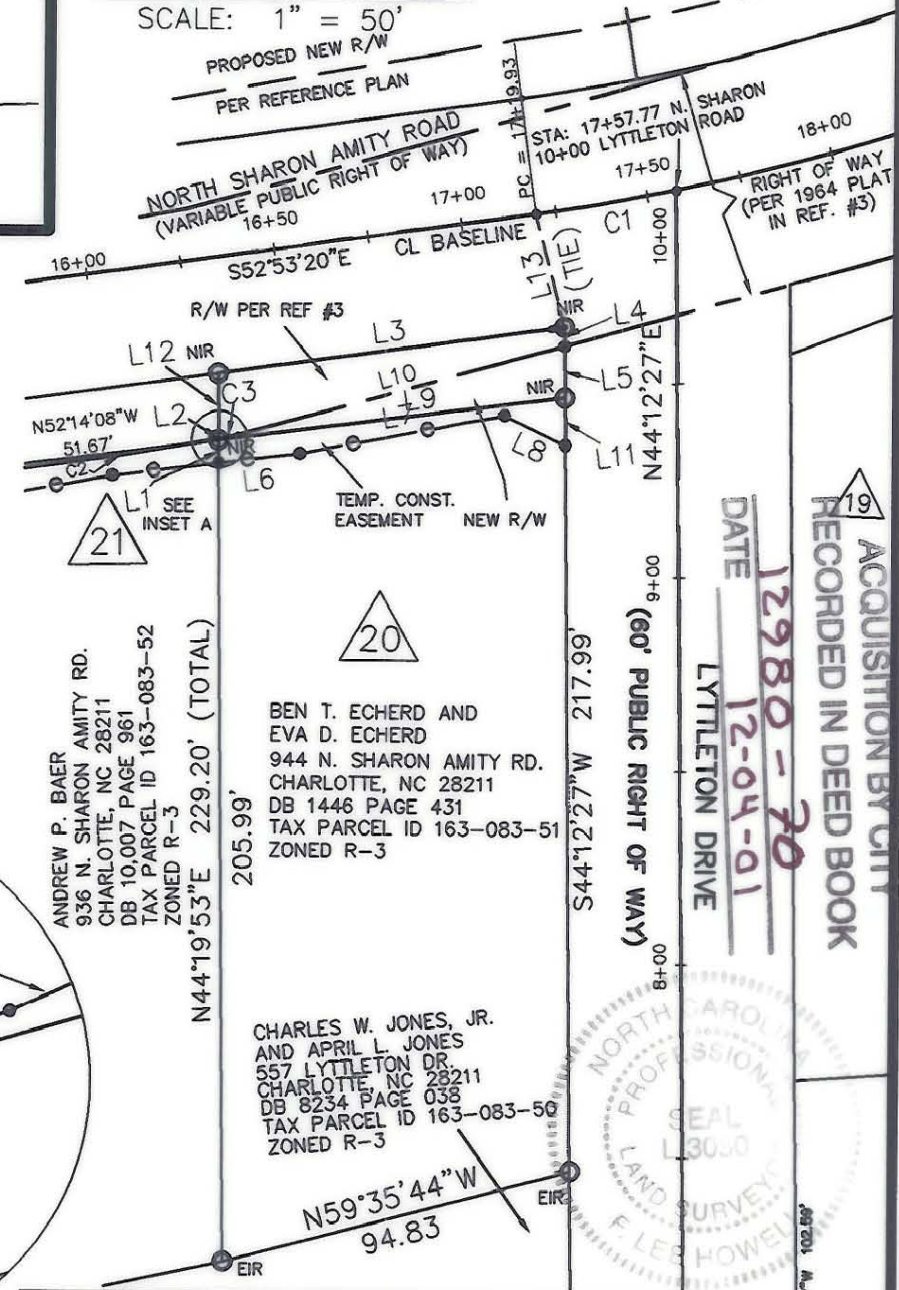 SCALE: 1" = 50'
PROPOSED NEW R/W
PER REFERENCE PLAN
NORTH SHARON AMITY ROAD
(VARIABLE PUBLIC RIGHT OF WAY)
PC = 17+19.93
STA: 17+57.77 N. SHARON
10+00 LYTTLETON ROAD
18+00
17+50
17+00
16+50
16+00
RIGHT OF WAY
(PER 1964 PLAT
IN REF. #3)
S52°53'20"E
CL BASELINE
C1
10+00
L13
(TIE)
R/W PER REF #3
NIR
L4
L3
L12 NIR
L10
C3
L2
NIR
L5
L9
L7
N52°14'08"W
51.67'
C2
NIR
L8
L11
N44°12'27"E
L1 SEE
INSET A
L6
TEMP. CONST.
EASEMENT
NEW R/W
21
20
19
ACQUISITION BY CITY
RECORDED IN DEED BOOK
12980-70
DATE 12-04-01
LYTTLETON DRIVE
(60' PUBLIC RIGHT OF WAY)
9+00
8+00
S44°12'27"W 217.99'
ANDREW P. BAER
936 N. SHARON AMITY RD.
CHARLOTTE, NC 28211
DB 10,007 PAGE 961
TAX PARCEL ID 163-083-52
ZONED R-3
N44°19'53"E 229.20' (TOTAL)
205.99'
BEN T. ECHERD AND
EVA D. ECHERD
944 N. SHARON AMITY RD.
CHARLOTTE, NC 28211
DB 1446 PAGE 431
TAX PARCEL ID 163-083-51
ZONED R-3
CHARLES W. JONES, JR.
AND APRIL L. JONES
557 LYTTLETON DR.
CHARLOTTE, NC 28211
DB 8234 PAGE 038
TAX PARCEL ID 163-083-50
ZONED R-3
N59°35'44"W
94.83
EIR
EIR
NORTH CAROLINA
PROFESSIONAL
SEAL
LAND SURVEYOR
F. LEE HOWELL
W 102.59'